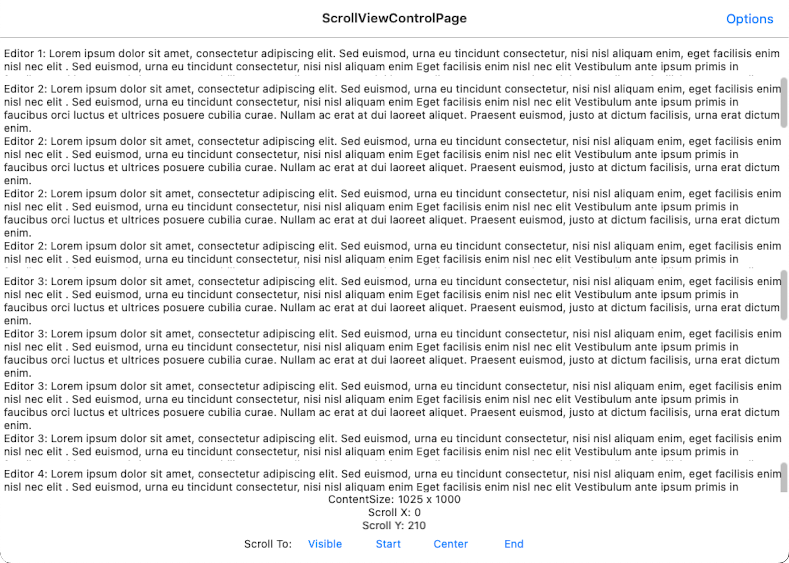 ScrollViewControlPage
Options
Editor 1: Lorem ipsum dolor sit amet, consectetur adipiscing elit. Sed euismod, urna eu tincidunt consectetur, nisi nisl aliquam enim, eget facilisis enim
nisl nec elit . Sed euismod, urna eu tincidunt consectetur, nisi nisl aliquam enim Eget facilisis enim nisl nec elit Vestibulum ante ipsum primis in
Editor 2: Lorem ipsum dolor sit amet, consectetur adipiscing elit. Sed euismod, urna eu tincidunt consectetur, nisi nisl aliquam enim, eget facilisis enim
nisl nec elit . Sed euismod, urna eu tincidunt consectetur, nisi nisl aliquam enim Eget facilisis enim nisl nec elit Vestibulum ante ipsum primis in
faucibus orci luctus et ultrices posuere cubilia curae. Nullam ac erat at dui laoreet aliquet. Praesent euismod, justo at dictum facilisis, urna erat dictum
enim.
Editor 2: Lorem ipsum dolor sit amet, consectetur adipiscing elit. Sed euismod, urna eu tincidunt consectetur, nisi nisl aliquam enim, eget facilisis enim
nisl nec elit . Sed euismod, urna eu tincidunt consectetur, nisi nisl aliquam enim Eget facilisis enim nisl nec elit Vestibulum ante ipsum primis in
faucibus orci luctus et ultrices posuere cubilia curae. Nullam ac erat at dui laoreet aliquet. Praesent euismod, justo at dictum facilisis, urna erat dictum
enim.
Editor 2: Lorem ipsum dolor sit amet, consectetur adipiscing elit. Sed euismod, urna eu tincidunt consectetur, nisi nisl aliquam enim, eget facilisis enim
nisl nec elit . Sed euismod, urna eu tincidunt consectetur, nisi nisl aliquam enim Eget facilisis enim nisl nec elit Vestibulum ante ipsum primis in
faucibus orci luctus et ultrices posuere cubilia curae. Nullam ac erat at dui laoreet aliquet. Praesent euismod, justo at dictum facilisis, urna erat dictum
enim.
Editor 2: Lorem ipsum dolor sit amet, consectetur adipiscing elit. Sed euismod, urna eu tincidunt consectetur, nisi nisl aliquam enim, eget facilisis enim
nisl nec elit . Sed euismod, urna eu tincidunt consectetur, nisi nisl aliquam enim Eget facilisis enim nisl nec elit Vestibulum ante ipsum primis in
Editor 3: Lorem ipsum dolor sit amet, consectetur adipiscing elit. Sed euismod, urna eu tincidunt consectetur, nisi nisl aliquam enim, eget facilisis enim
nisl nec elit . Sed euismod, urna eu tincidunt consectetur, nisi nisl aliquam enim Eget facilisis enim nisl nec elit Vestibulum ante ipsum primis in
faucibus orci luctus et ultrices posuere cubilia curae. Nullam ac erat at dui laoreet aliquet. Praesent euismod, justo at dictum facilisis, urna erat dictum
enim.
Editor 3: Lorem ipsum dolor sit amet, consectetur adipiscing elit. Sed euismod, urna eu tincidunt consectetur, nisi nisl aliquam enim, eget facilisis enim
nisl nec elit . Sed euismod, urna eu tincidunt consectetur, nisi nisl aliquam enim Eget facilisis enim nisl nec elit Vestibulum ante ipsum primis in
faucibus orci luctus et ultrices posuere cubilia curae. Nullam ac erat at dui laoreet aliquet. Praesent euismod, justo at dictum facilisis, urna erat dictum
enim.
Editor 3: Lorem ipsum dolor sit amet, consectetur adipiscing elit. Sed euismod, urna eu tincidunt consectetur, nisi nisl aliquam enim, eget facilisis enim
nisl nec elit . Sed euismod, urna eu tincidunt consectetur, nisi nisl aliquam enim Eget facilisis enim nisl nec elit Vestibulum ante ipsum primis in
faucibus orci luctus et ultrices posuere cubilia curae. Nullam ac erat at dui laoreet aliquet. Praesent euismod, justo at dictum facilisis, urna erat dictum
enim.
Editor 3: Lorem ipsum dolor sit amet, consectetur adipiscing elit. Sed euismod, urna eu tincidunt consectetur, nisi nisl aliquam enim, eget facilisis enim
nisl nec elit . Sed euismod, urna eu tincidunt consectetur, nisi nisl aliquam enim Eget facilisis enim nisl nec elit Vestibulum ante ipsum primis in
Editor 4: Lorem ipsum dolor sit amet, consectetur adipiscing elit. Sed euismod, urna eu tincidunt consectetur, nisi nisl aliquam enim, eget facilisis enim
nisl nec elit . Sed euismod, urna eu tincidunt consectetur, nisi nisl aliquam enim Eget facilisis enim nisl nec elit Vestibulum ante ipsum primis in
ContentSize: 1025 x 1000
Scroll X: 0
Scroll Y: 210
Scroll To: Visible Start Center End